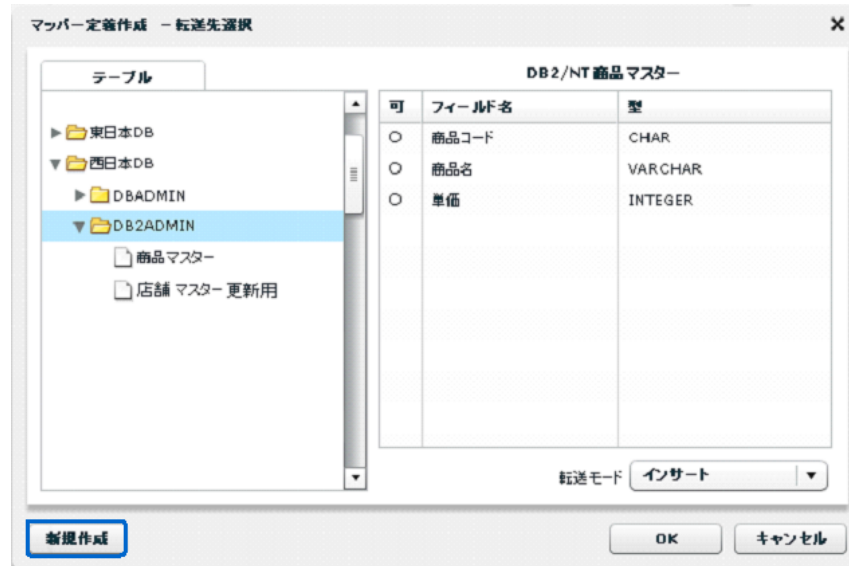 マッパー定義作成 －転送先選択
テーブル
東日本DB
西日本DB
DBADMIN
DB2ADMIN
商品マスター
店舗 マスター 更新用
DB2/NT 商品マスター
可 フィールド名 型
○ 商品コード CHAR
○ 商品名 VARCHAR
○ 単価 INTEGER
転送モード インサート
新規作成 OK キャンセル